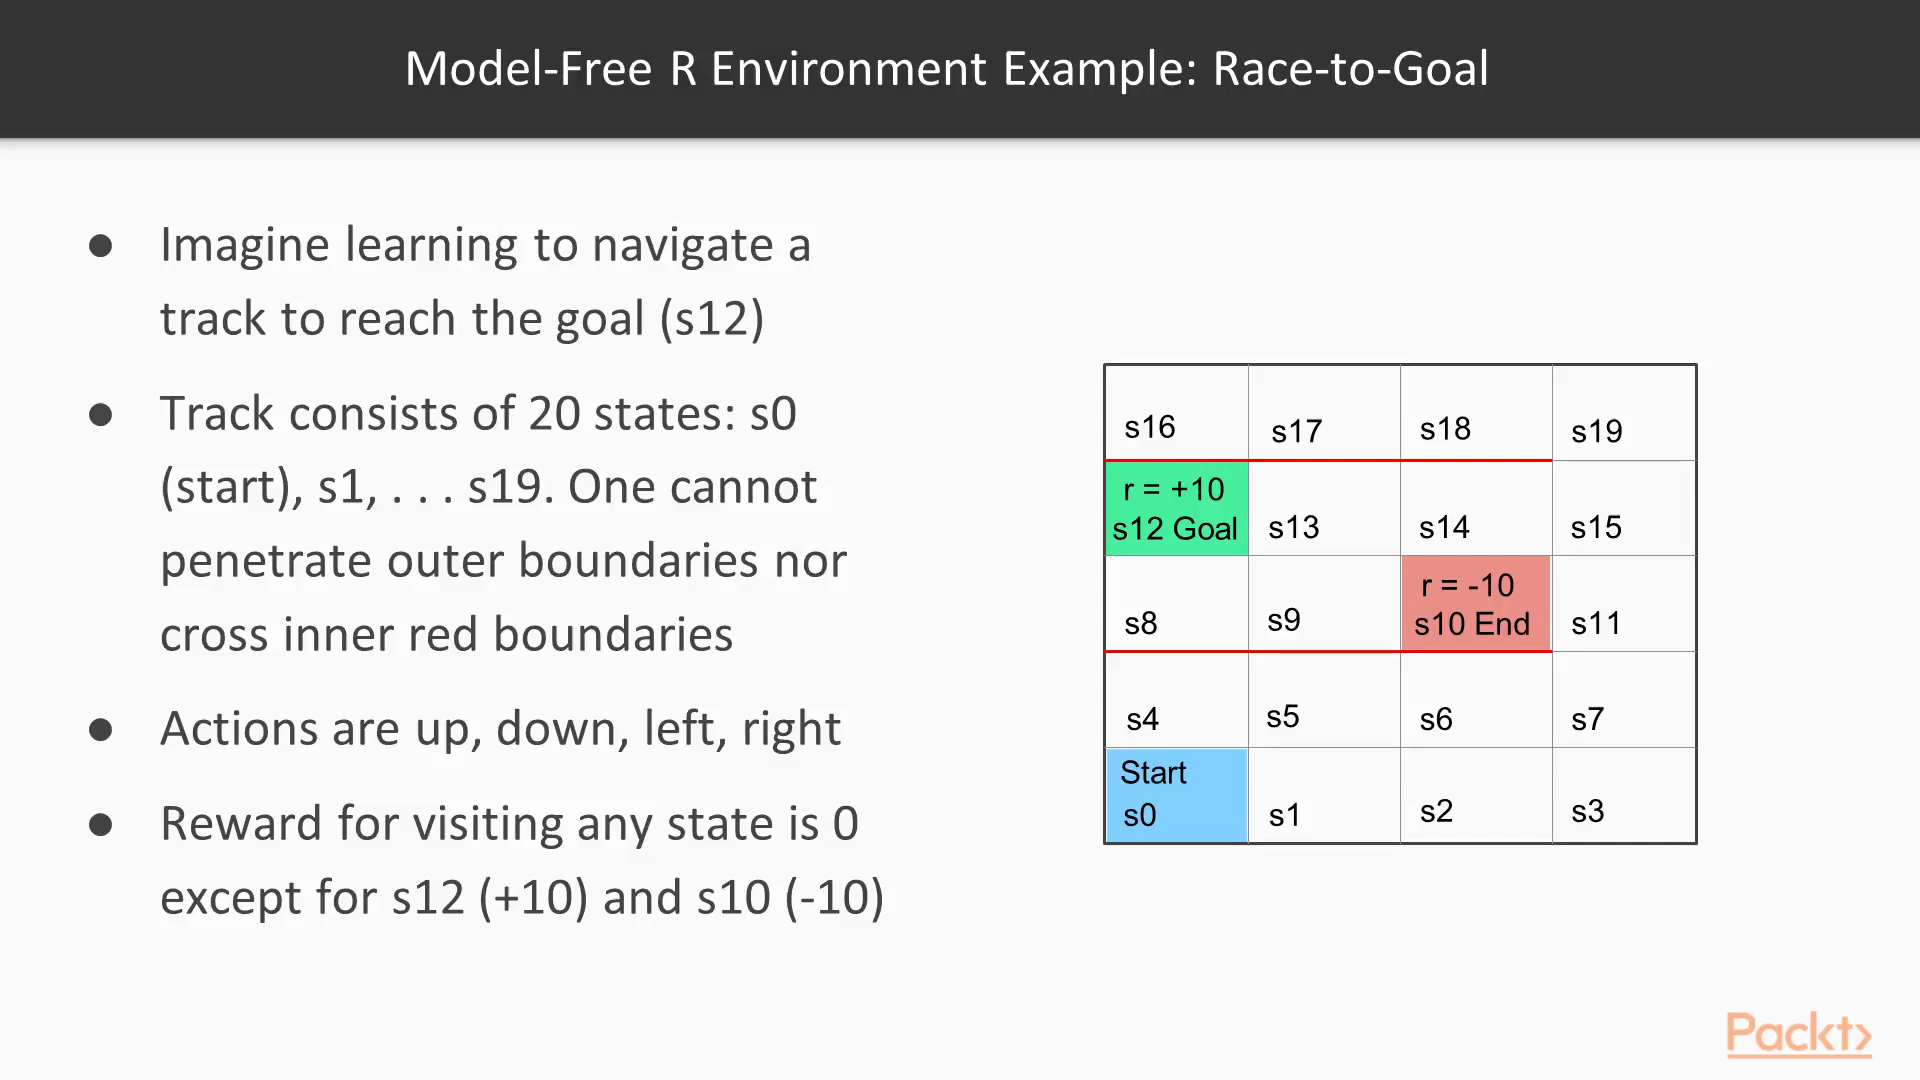 Model-Free R Environment Example: Race-to-Goal
● Imagine learning to navigate a
track to reach the goal (s12)
● Track consists of 20 states: s0
(start), s1, . . . s19. One cannot
penetrate outer boundaries nor
cross inner red boundaries
● Actions are up, down, left, right
● Reward for visiting any state is 0
except for s12 (+10) and s10 (-10)
s16 s17 s18 s19
r = +10
s12 Goal s13 s14 s15
r = -10
s8 s9 s10 End s11
s4 s5 s6 s7
Start
s0 s1 s2 s3
Packt>